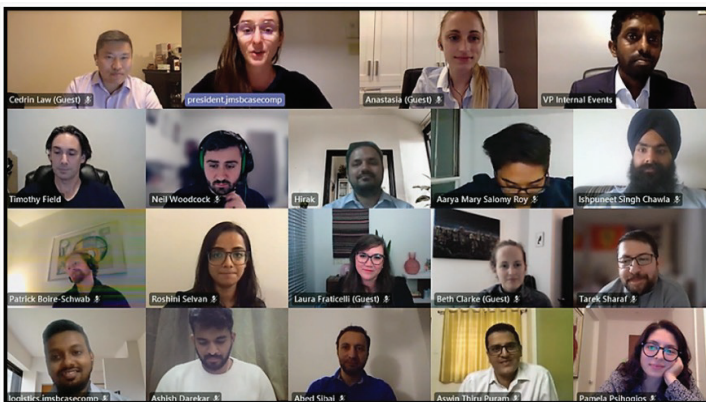 Cedrin Law (Guest)
president.jmsbcasecomp
Anastasia (Guest)
VP Internal Events
Timothy Field
Neil Woodcock
Hirak
Aarya Mary Salomy Roy
Ishpuneet Singh Chawla
Patrick Boire-Schwab
Roshini Selvan
Laura Fraticelli (Guest)
Beth Clarke (Guest)
Tarek Sharaf
logistics.jmsbcasecomp
Ashish Darekar
Abed Sibai
Aswin Thiru Puram
Pamela Psihogios